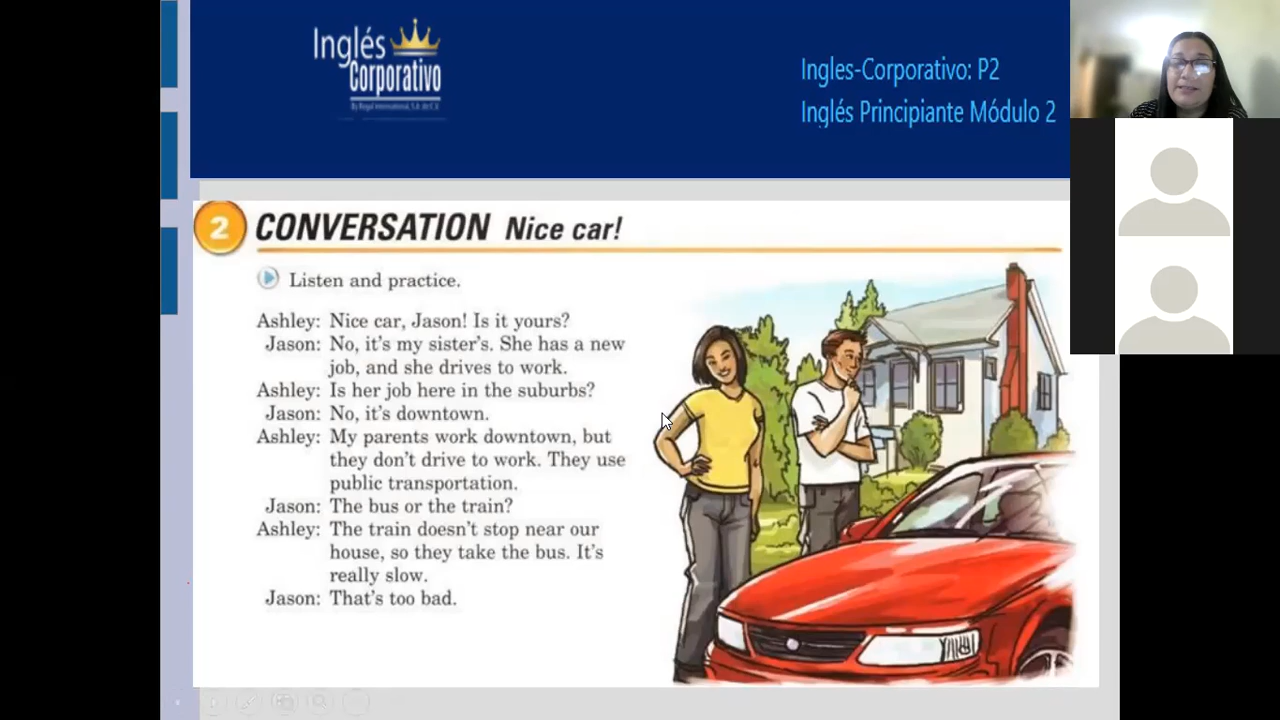 Inglés
Corporativo
By Regal International, S.A. de C.V.
Ingles-Corporativo: P2
Inglés Principiante Módulo 2
2 CONVERSATION Nice car!
Listen and practice.
Ashley: Nice car, Jason! Is it yours?
Jason: No, it's my sister's. She has a new
job, and she drives to work.
Ashley: Is her job here in the suburbs?
Jason: No, it's downtown.
Ashley: My parents work downtown, but
they don't drive to work. They use
public transportation.
Jason: The bus or the train?
Ashley: The train doesn't stop near our
house, so they take the bus. It's
really slow.
Jason: That's too bad.